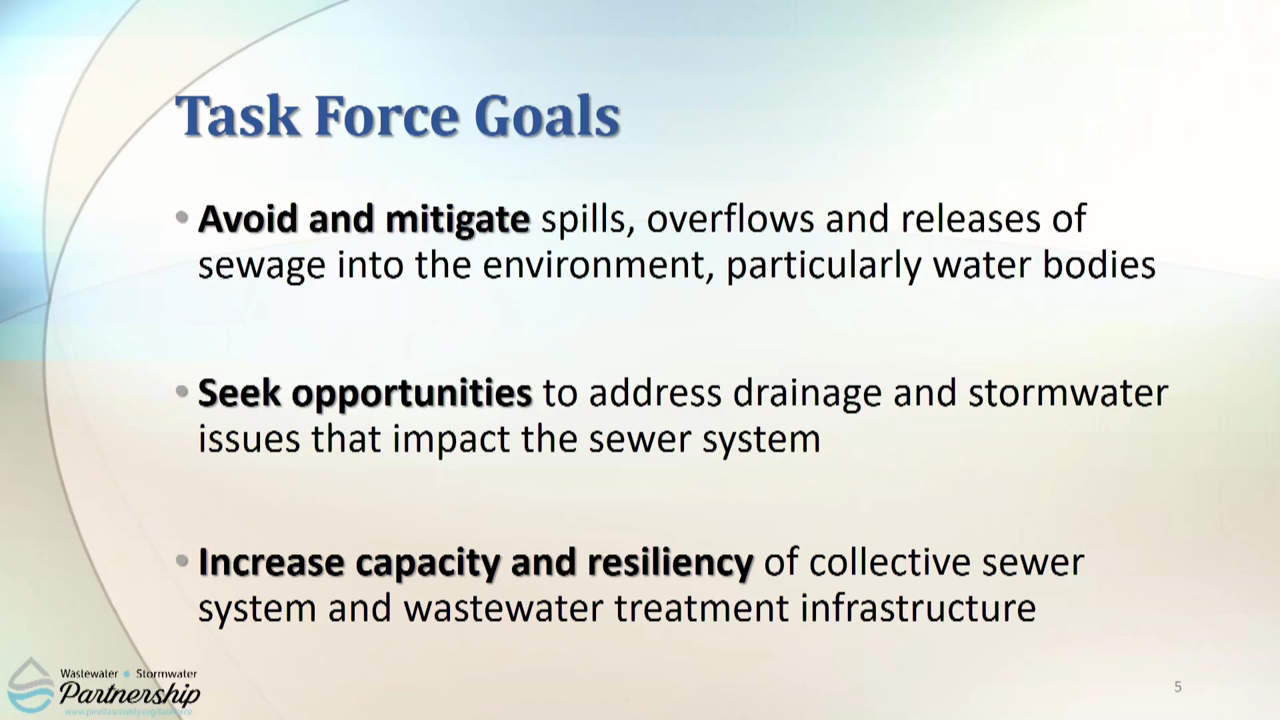 Task Force Goals
• Avoid and mitigate spills, overflows and releases of
sewage into the environment, particularly water bodies
• Seek opportunities to address drainage and stormwater
issues that impact the sewer system
• Increase capacity and resiliency of collective sewer
system and wastewater treatment infrastructure
Wastewater • Stormwater
Partnership
5